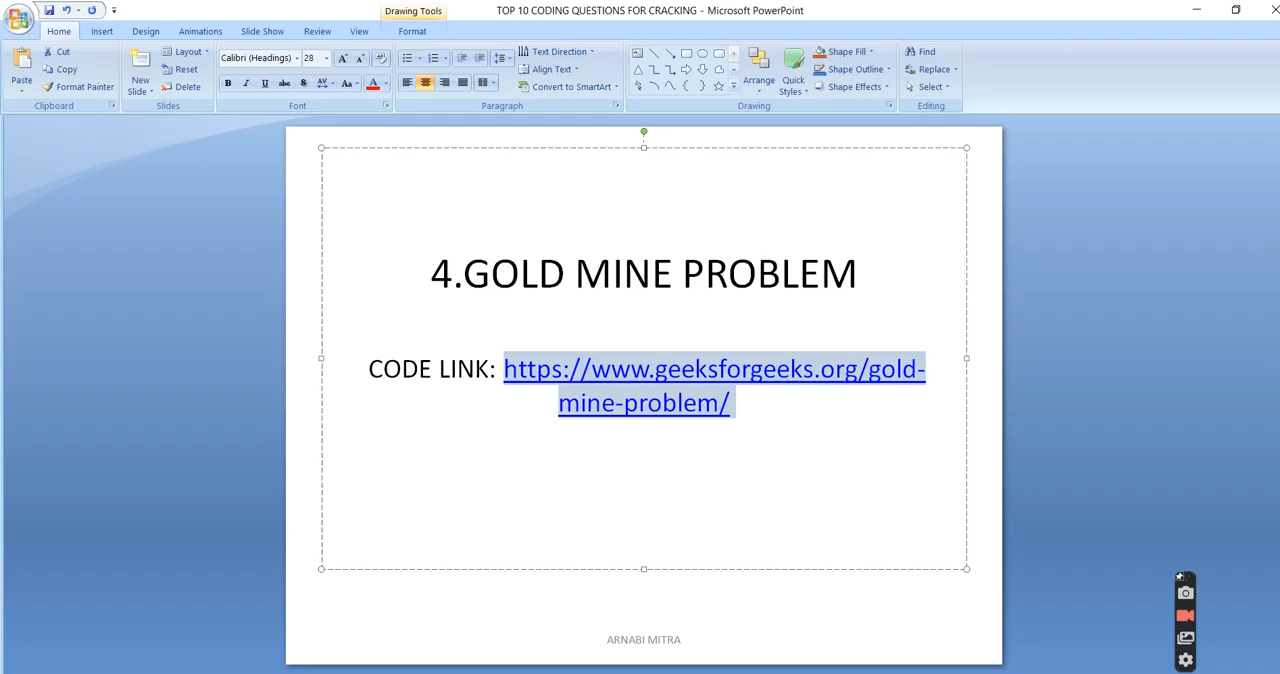 Drawing Tools
TOP 10 CODING QUESTIONS FOR CRACKING - Microsoft PowerPoint
Home Insert Design Animations Slide Show Review View Format
Cut
Copy
Format Painter
Paste
Clipboard
New Slide
Layout
Reset
Delete
Slides
Calibri (Headings) 28
B I U abc S AV Aa A
Font
Text Direction
Align Text
Convert to SmartArt
Paragraph
Arrange
Quick Styles
Shape Fill
Shape Outline
Shape Effects
Drawing
Find
Replace
Select
Editing
4.GOLD MINE PROBLEM
CODE LINK: https://www.geeksforgeeks.org/gold-
mine-problem/
ARNABI MITRA